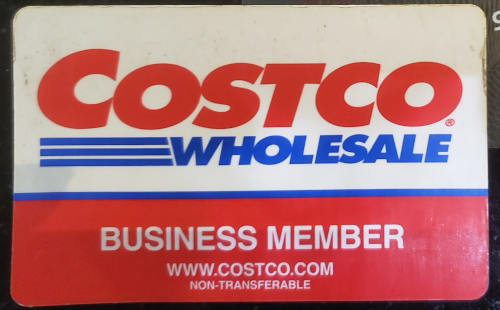 COSTCO®
WHOLESALE
BUSINESS MEMBER
WWW.COSTCO.COM
NON-TRANSFERABLE